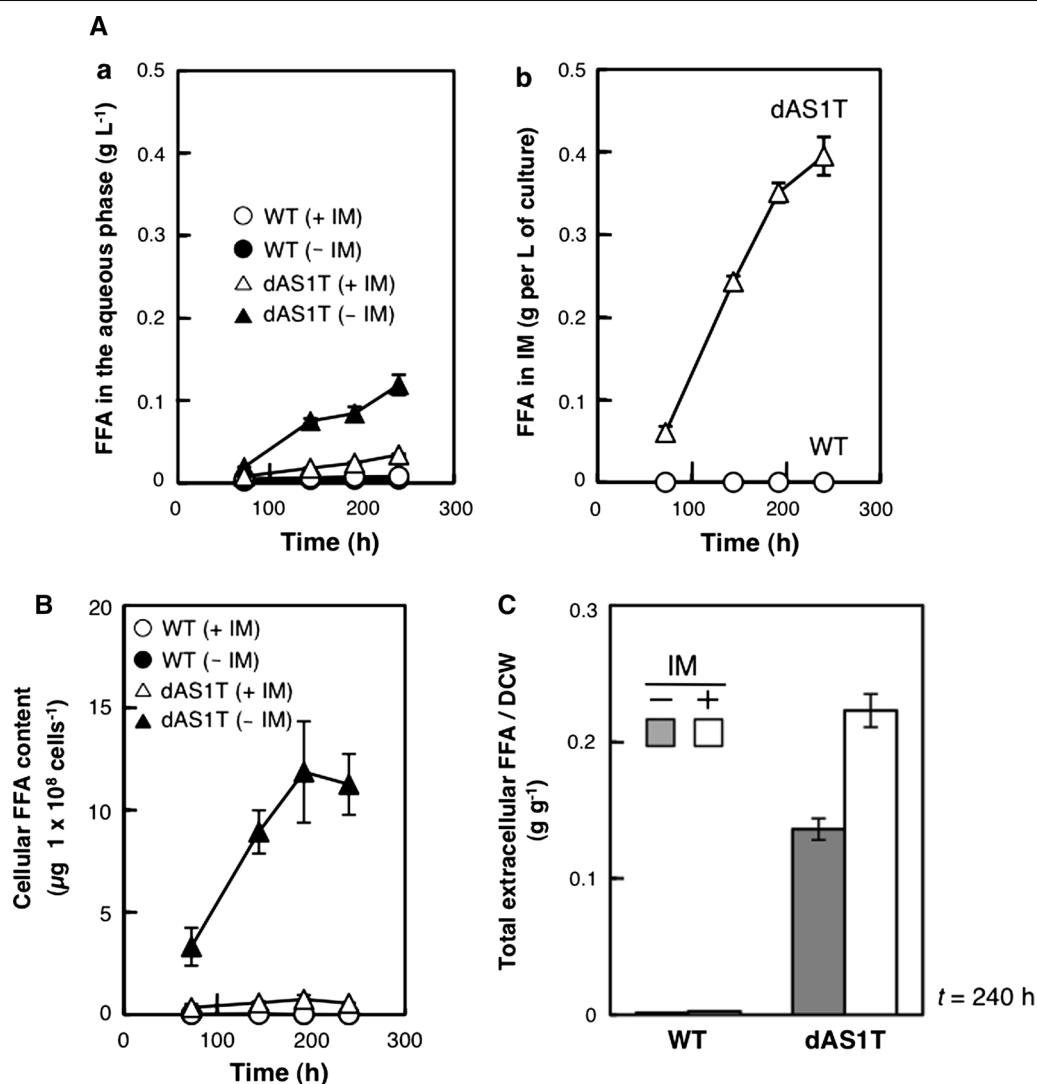 A
a
FFA in the aqueous phase (g L-1)
0.5
0.4
0.3
0.2
0.1
0
WT (+ IM)
WT (− IM)
dAS1T (+ IM)
dAS1T (− IM)
0 100 200 300
Time (h)
b
FFA in IM (g per L of culture)
0.5
0.4
0.3
0.2
0.1
0
dAS1T
WT
0 100 200 300
Time (h)
B
Cellular FFA content
(µg 1 x 10⁸ cells-1)
20
15
10
5
0
WT (+ IM)
WT (− IM)
dAS1T (+ IM)
dAS1T (− IM)
0 100 200 300
Time (h)
C
Total extracellular FFA / DCW
(g g-1)
0.3
0.2
0.1
0
IM
− +
WT dAS1T
t = 240 h